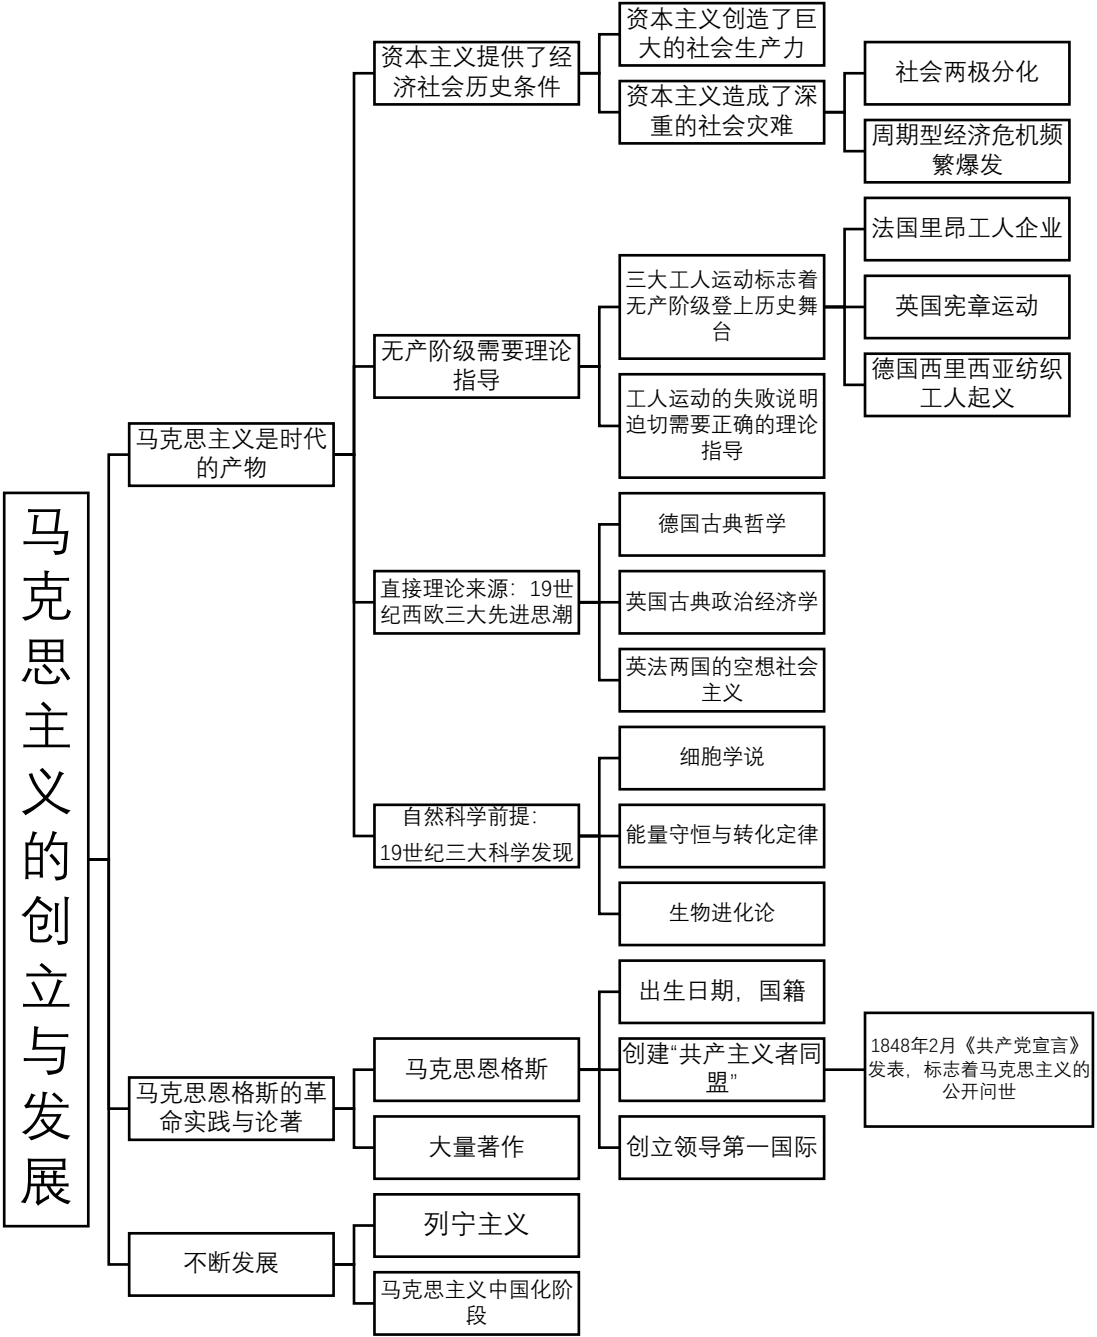 马克思主义的创立与发展
马克思主义是时代
的产物
资本主义提供了经
济社会历史条件
资本主义创造了巨
大的社会生产力
资本主义造成了深
重的社会灾难
社会两极分化
周期型经济危机频
繁爆发
无产阶级需要理论
指导
三大工人运动标志着
无产阶级登上历史舞
台
法国里昂工人企业
英国宪章运动
德国西里西亚纺织
工人起义
工人运动的失败说明
迫切需要正确的理论
指导
直接理论来源：19世
纪西欧三大先进思潮
德国古典哲学
英国古典政治经济学
英法两国的空想社会
主义
自然科学前提：
19世纪三大科学发现
细胞学说
能量守恒与转化定律
生物进化论
马克思恩格斯的革
命实践与论著
马克思恩格斯
出生日期，国籍
创建“共产主义者同
盟”
1848年2月《共产党宣言》
发表，标志着马克思主义的
公开问世
创立领导第一国际
大量著作
不断发展
列宁主义
马克思主义中国化阶
段